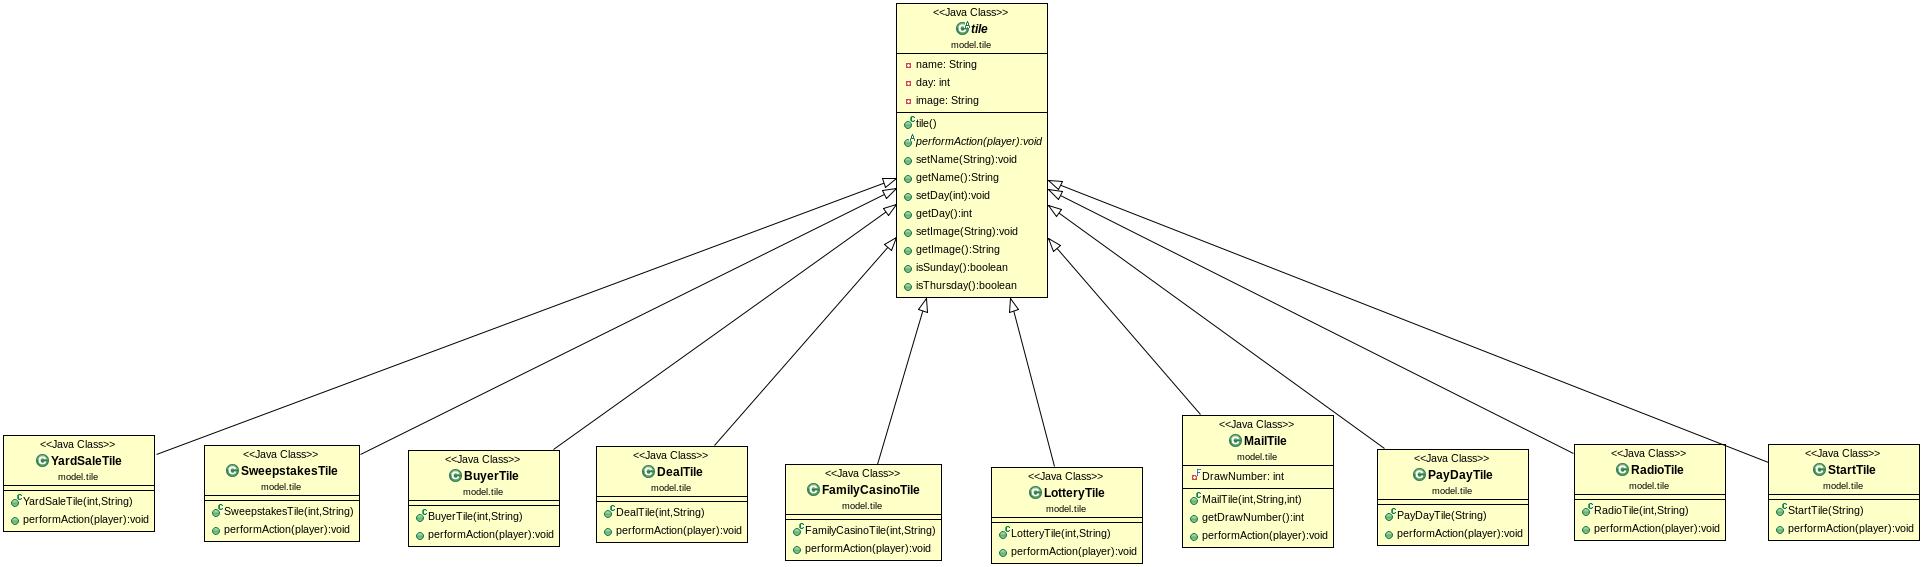 <<Java Class>>
tile
model.tile
name: String
day: int
image: String
tile()
performAction(player):void
setName(String):void
getName():String
setDay(int):void
getDay():int
setImage(String):void
getImage():String
isSunday():boolean
isThursday():boolean
<<Java Class>>
YardSaleTile
model.tile
YardSaleTile(int,String)
performAction(player):void
<<Java Class>>
SweepstakesTile
model.tile
SweepstakesTile(int,String)
performAction(player):void
<<Java Class>>
BuyerTile
model.tile
BuyerTile(int,String)
performAction(player):void
<<Java Class>>
DealTile
model.tile
DealTile(int,String)
performAction(player):void
<<Java Class>>
FamilyCasinoTile
model.tile
FamilyCasinoTile(int,String)
performAction(player):void
<<Java Class>>
LotteryTile
model.tile
LotteryTile(int,String)
performAction(player):void
<<Java Class>>
MailTile
model.tile
DrawNumber: int
MailTile(int,String,int)
getDrawNumber():int
performAction(player):void
<<Java Class>>
PayDayTile
model.tile
PayDayTile(String)
performAction(player):void
<<Java Class>>
RadioTile
model.tile
RadioTile(int,String)
performAction(player):void
<<Java Class>>
StartTile
model.tile
StartTile(String)
performAction(player):void